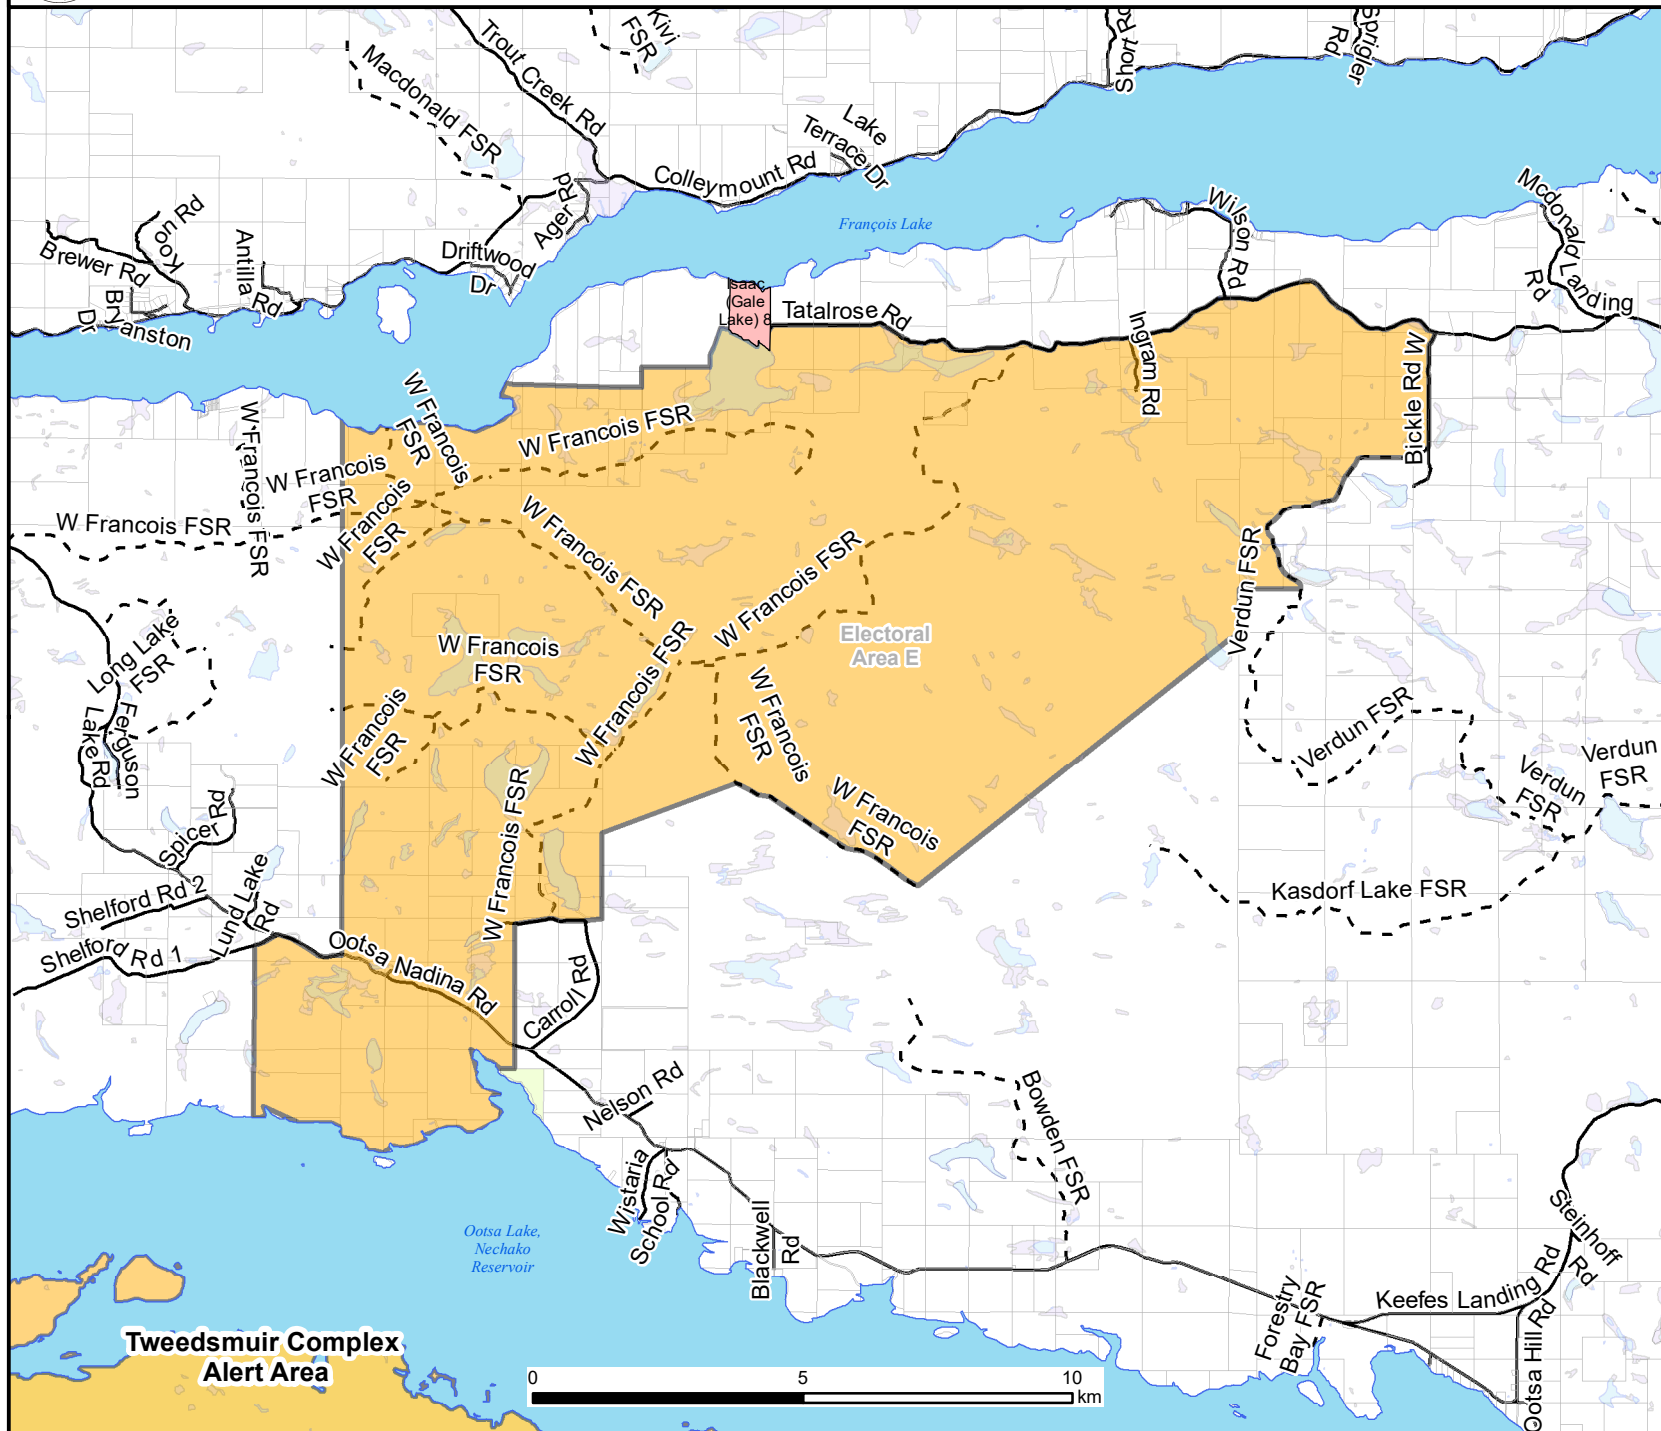 Kivi
FSR
Trout Creek Rd
Macdonald FSR
Short Rd
Sprigler
Rd
Lake
Terrace Dr
Colleymount Rd
Ager Rd
Driftwood
Dr
Koon Rd
Brewer Rd
Antilla
Rd
Bryanston
Dr
François Lake
Wilson Rd
Mcdonald Landing
Rd
Isaac
(Gale
Lake) 8
Tatalrose Rd
Ingram Rd
Bickle Rd W
W Francois
FSR
W Francois FSR
W Francois FSR
W Francois
FSR
W Francois FSR
W Francois
FSR
W Francois FSR
W Francois FSR
Verdun FSR
Electoral
Area E
W Francois
FSR
W Francois FSR
W Francois
FSR
W Francois
FSR
W Francois
FSR
W Francois FSR
Long Lake
FSR
Ferguson
Lake Rd
Spicer Rd
Shelford Rd 2
Lund Lake
Rd
Shelford Rd 1
Ootsa Nadina Rd
Carroll Rd
Verdun FSR
Verdun
FSR
Verdun
FSR
Kasdorf Lake FSR
Nelson Rd
Bowden FSR
Wistaria
School Rd
Blackwell
Rd
Ootsa Lake,
Nechako
Reservoir
Steinhoff
Rd
Keefes Landing Rd
Forestry
Bay FSR
Ootsa Hill Rd
Tweedsmuir Complex
Alert Area
0 5 10
km